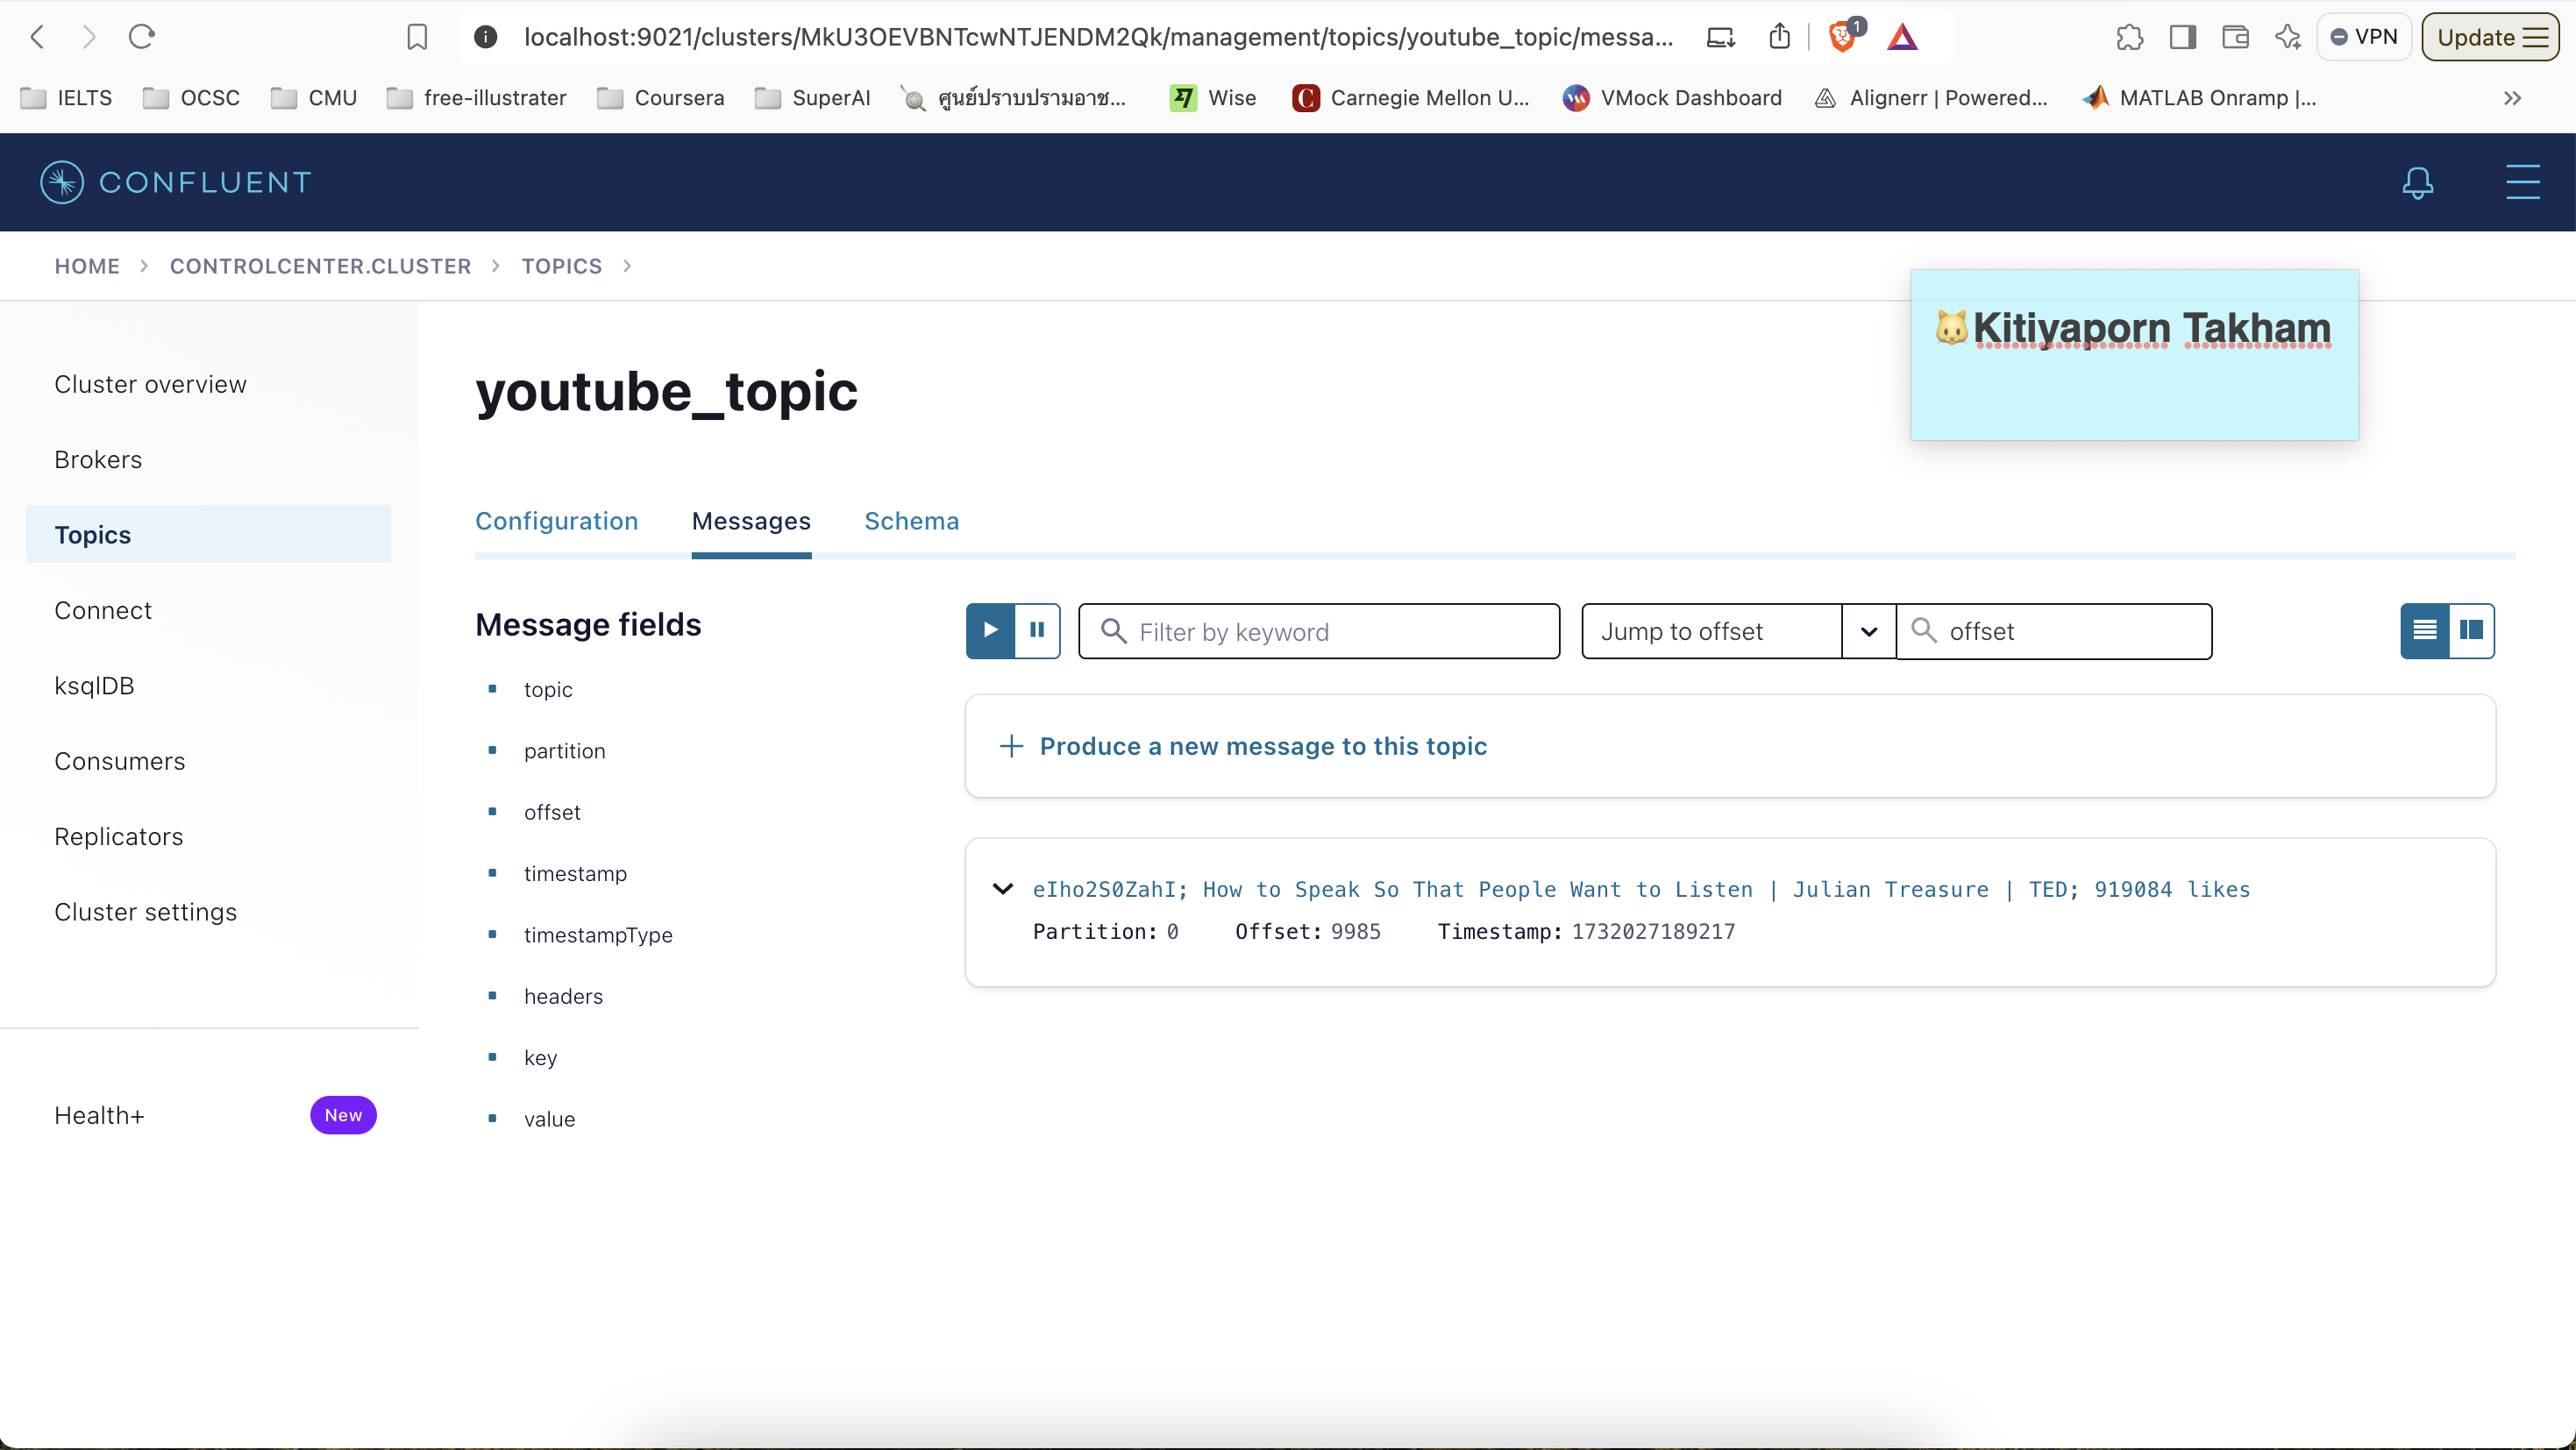 localhost:9021/clusters/MkU3OEVBNTcwNTJENDM2Qk/management/topics/youtube_topic/messa...
1
VPN
Update
IELTS
OCSC
CMU
free-illustrater
Coursera
SuperAI
ศูนย์ปราบปรามอาช...
Wise
Carnegie Mellon U...
VMock Dashboard
Alignerr | Powered...
MATLAB Onramp |...
CONFLUENT
HOME > CONTROLCENTER.CLUSTER > TOPICS >
🐱Kitiyaporn Takham
Cluster overview
Brokers
Topics
Connect
ksqlDB
Consumers
Replicators
Cluster settings
Health+
New
youtube_topic
Configuration
Messages
Schema
Message fields
topic
partition
offset
timestamp
timestampType
headers
key
value
Filter by keyword
Jump to offset
offset
+ Produce a new message to this topic
eIho2S0ZahI; How to Speak So That People Want to Listen | Julian Treasure | TED; 919084 likes
Partition: 0 Offset: 9985 Timestamp: 1732027189217